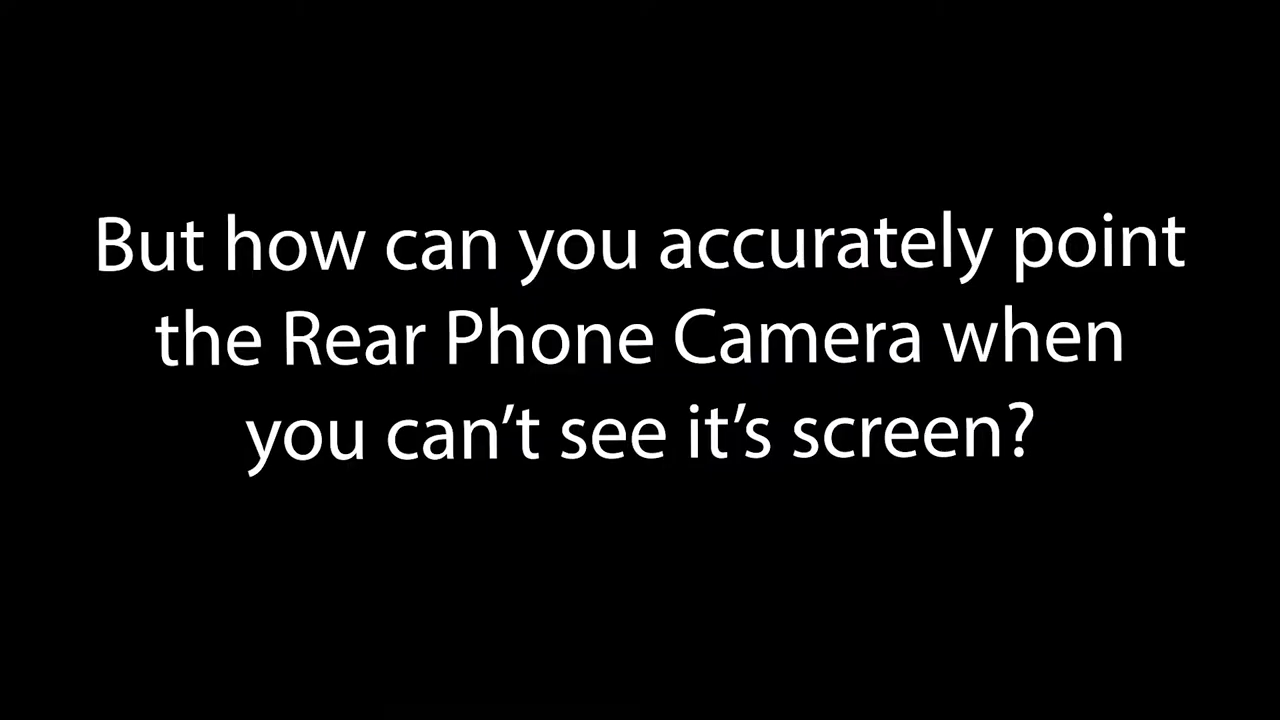 But how can you accurately point
the Rear Phone Camera when
you can’t see it’s screen?